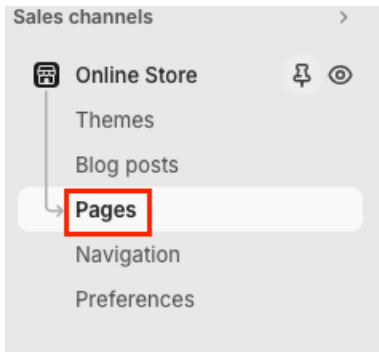 Sales channels
Online Store
Themes
Blog posts
Pages
Navigation
Preferences